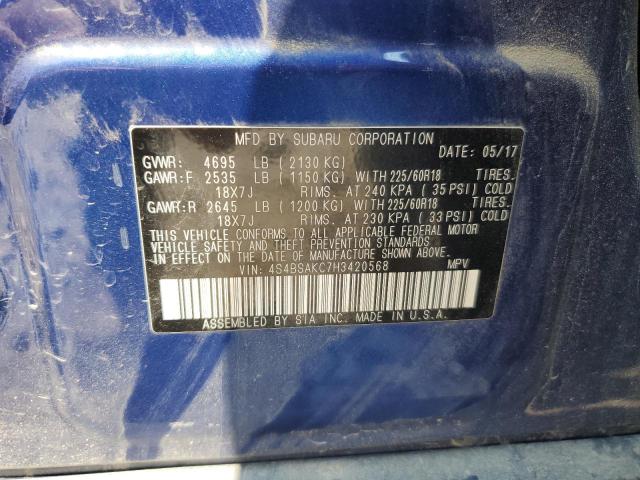 MFD BY SUBARU CORPORATION
DATE: 05/17
GVWR: 4695 LB (2130 KG)
GAWR:F 2535 LB (1150 KG) WITH 225/60R18 TIRES.
18X7J RIMS. AT 240 KPA (35 PSI) COLD
GAWR:R 2645 LB (1200 KG) WITH 225/60R18 TIRES.
18X7J RIMS. AT 230 KPA (33 PSI) COLD
THIS VEHICLE CONFORMS TO ALL APPLICABLE FEDERAL MOTOR
VEHICLE SAFETY AND THEFT PREVENTION STANDARDS
IN EFFECT ON THE DATE OF MANUFACTURE SHOWN ABOVE.
VIN: 4S4BSAKC7H3420568 MPV
ASSEMBLED BY SIA INC. MADE IN U.S.A.